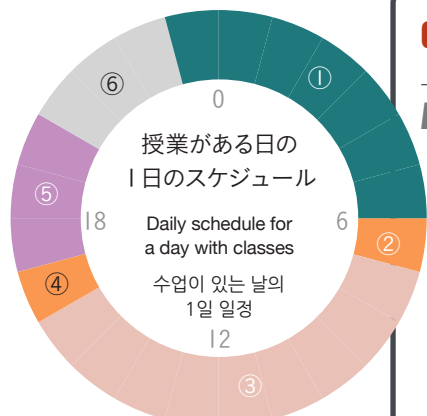 ⑥
①
0
授業がある日の
1日のスケジュール
⑤
18
6
Daily schedule for
a day with classes
②
④
수업이 있는 날의
1일 일정
12
③